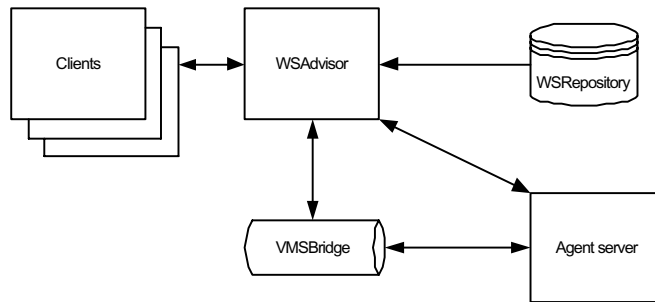 Clients
WSAdvisor
WSRepository
VMSBridge
Agent server